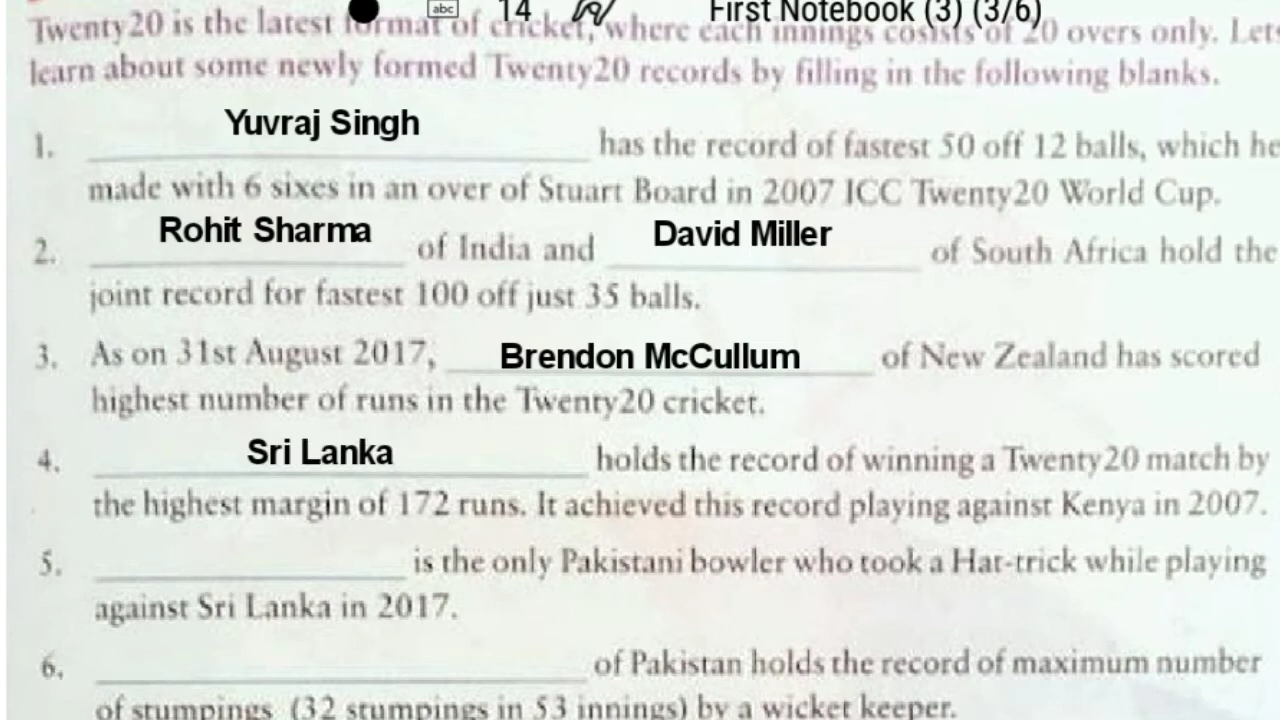 abc 14 First Notebook (3) (3/6)
Twenty20 is the latest format of cricket, where each innings cosists of 20 overs only. Lets
learn about some newly formed Twenty20 records by filling in the following blanks.
1. Yuvraj Singh has the record of fastest 50 off 12 balls, which he
made with 6 sixes in an over of Stuart Board in 2007 ICC Twenty20 World Cup.
2. Rohit Sharma of India and David Miller of South Africa hold the
joint record for fastest 100 off just 35 balls.
3. As on 31st August 2017, Brendon McCullum of New Zealand has scored
highest number of runs in the Twenty20 cricket.
4. Sri Lanka holds the record of winning a Twenty20 match by
the highest margin of 172 runs. It achieved this record playing against Kenya in 2007.
5. is the only Pakistani bowler who took a Hat-trick while playing
against Sri Lanka in 2017.
6. of Pakistan holds the record of maximum number
of stumpings (32 stumpings in 53 innings) by a wicket keeper.